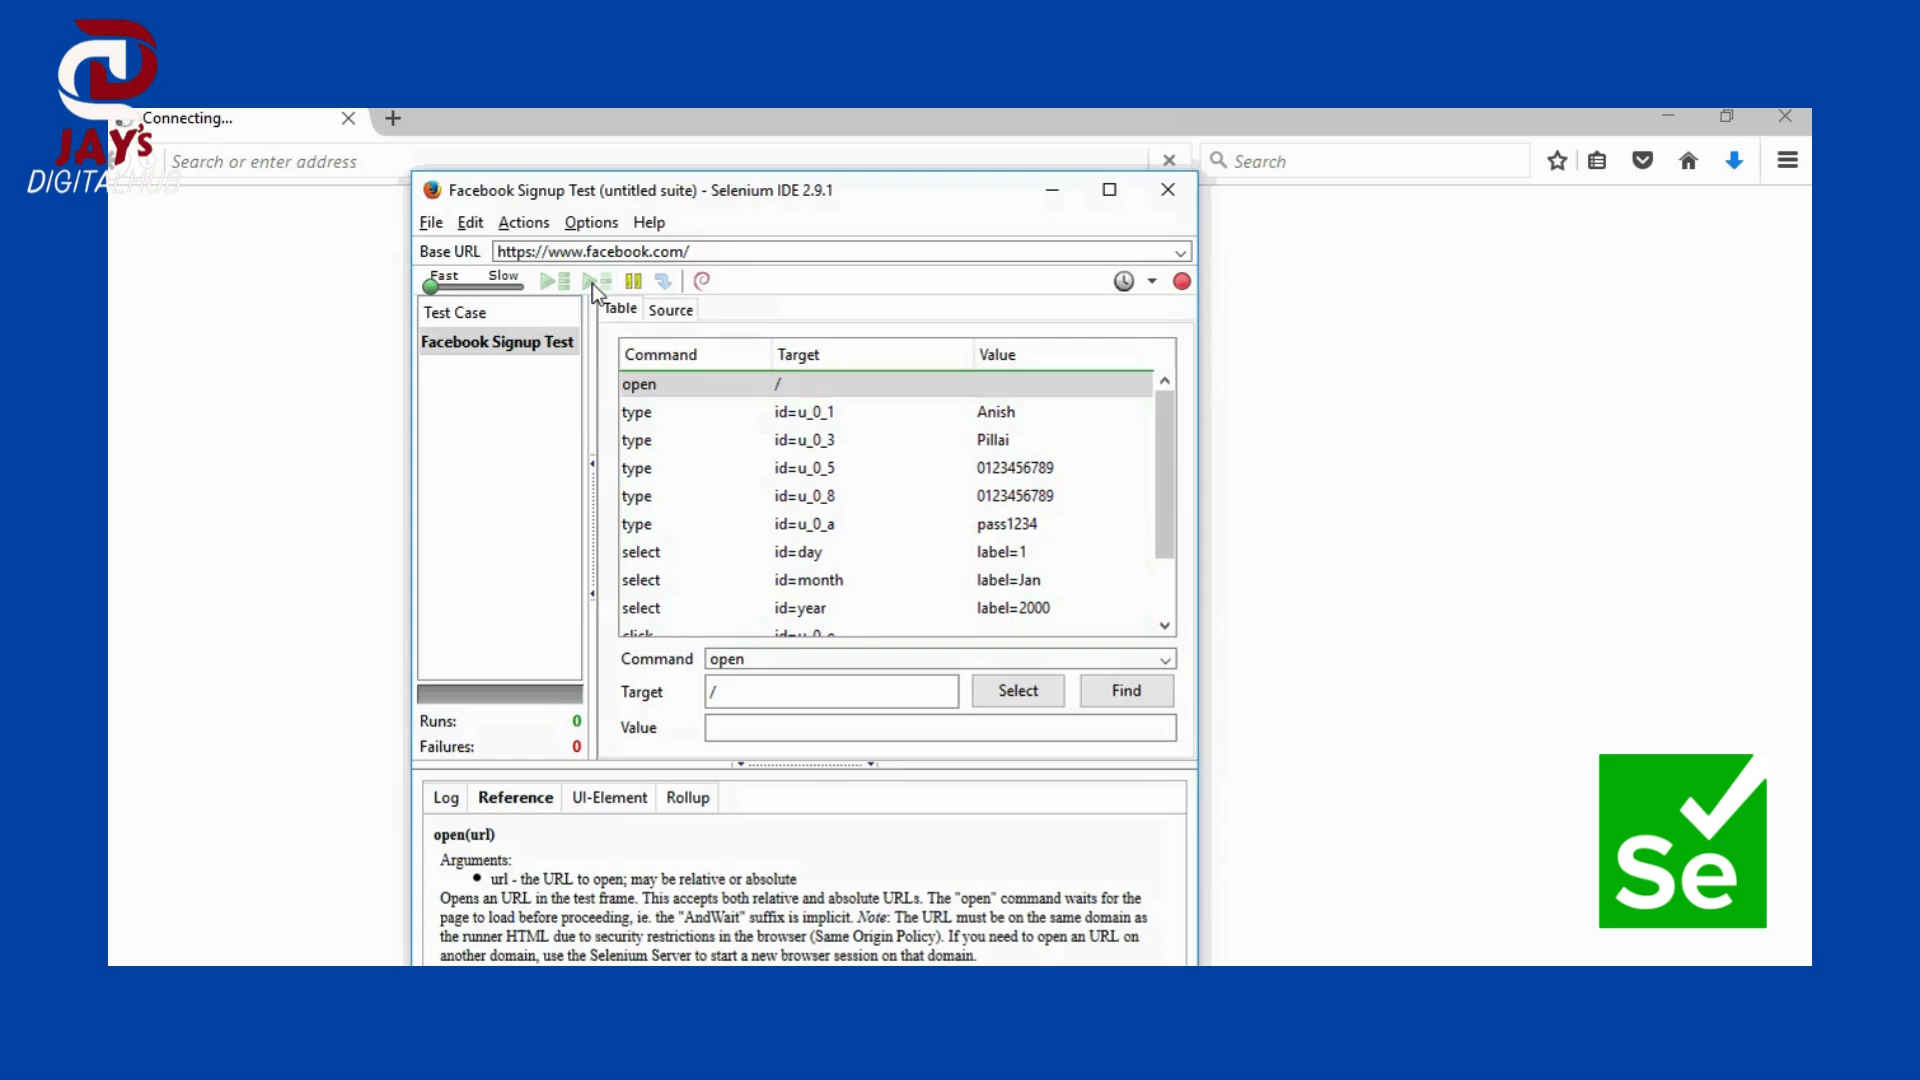 JAY's
DIGITALHUB
Connecting...
Search or enter address
Search
Facebook Signup Test (untitled suite) - Selenium IDE 2.9.1
File Edit Actions Options Help
Base URL https://www.facebook.com/
Fast Slow
Test Case
Facebook Signup Test
Table Source
Command Target Value
open /
type id=u_0_1 Anish
type id=u_0_3 Pillai
type id=u_0_5 0123456789
type id=u_0_8 0123456789
type id=u_0_a pass1234
select id=day label=1
select id=month label=Jan
select id=year label=2000
click
Command open
Target / Select Find
Value
Runs: 0
Failures: 0
Log Reference UI-Element Rollup
open(url)
Arguments:
url - the URL to open; may be relative or absolute
Opens an URL in the test frame. This accepts both relative and absolute URLs. The "open" command waits for the
page to load before proceeding, ie. the "AndWait" suffix is implicit. Note: The URL must be on the same domain as
the runner HTML due to security restrictions in the browser (Same Origin Policy). If you need to open an URL on
another domain, use the Selenium Server to start a new browser session on that domain.
Se